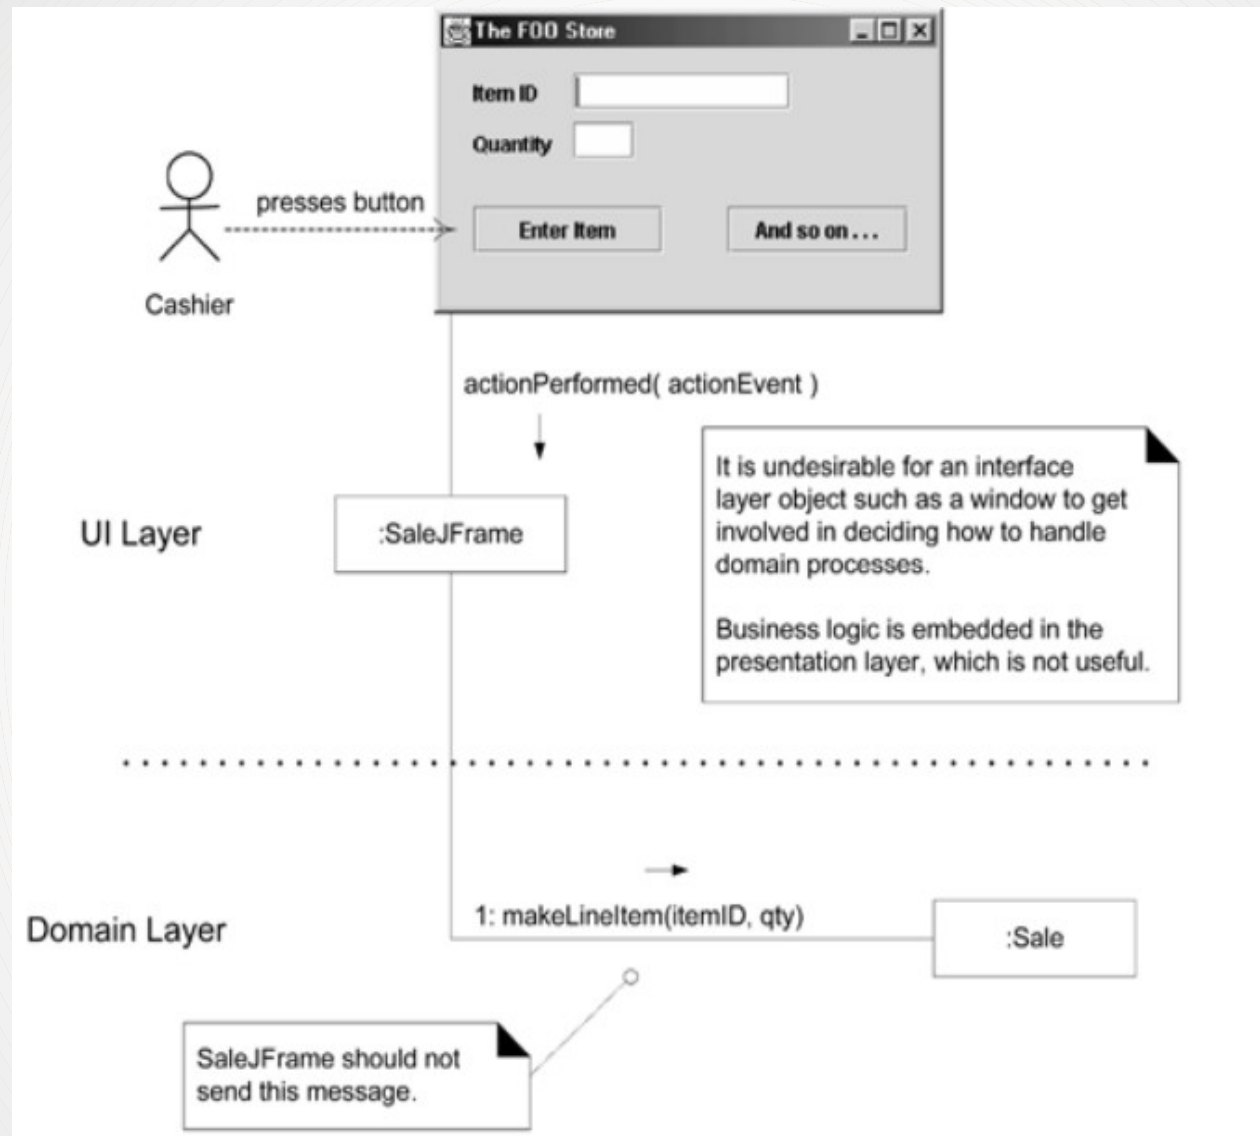 The FOO Store
Item ID
Quantity
presses button
Enter Item
And so on . . .
Cashier
actionPerformed( actionEvent )
It is undesirable for an interface
layer object such as a window to get
involved in deciding how to handle
domain processes.
Business logic is embedded in the
presentation layer, which is not useful.
UI Layer
:SaleJFrame
1: makeLineItem(itemID, qty)
Domain Layer
:Sale
SaleJFrame should not
send this message.